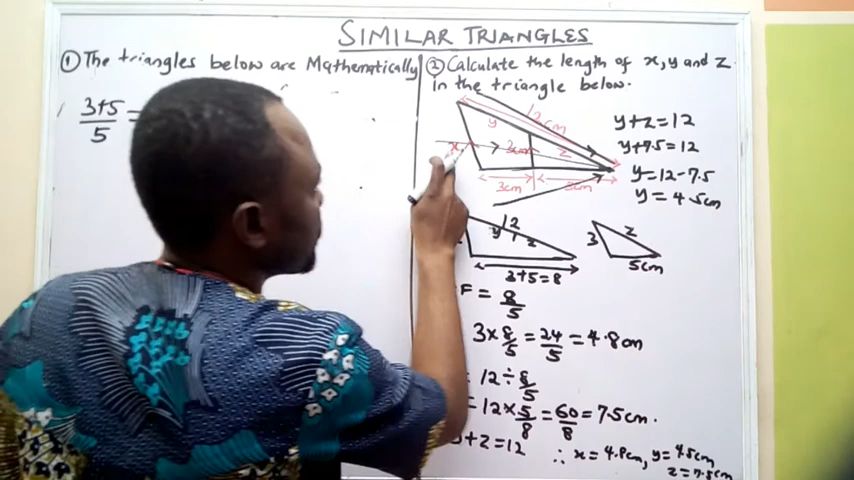 SIMILAR TRIANGLES
① The triangles below are Mathematically
3+5/5 =
② Calculate the length of x, y and z
in the triangle below.
12cm
y
x
3cm
z
3cm
5cm
y+z=12
y+7.5=12
y=12-7.5
y=4.5cm
12
y
z
3+5=8
z
3
5cm
F = 8/5
3 x 8/5 = 24/5 = 4.8cm
= 12 ÷ 8/5
= 12 x 5/8 = 60/8 = 7.5cm.
+z=12
∴ x = 4.8cm, y = 4.5cm
z = 7.5cm